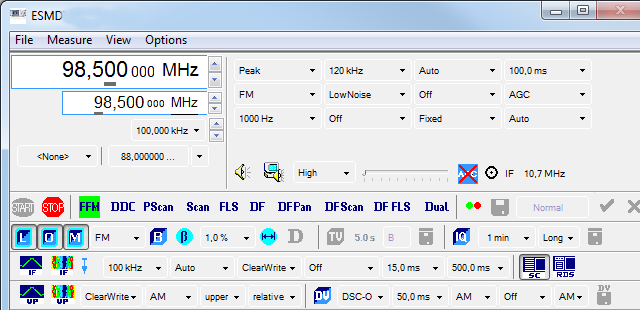 ESMD
File Measure View Options
98,500 000 MHz
98,500 000 MHz
100,000 kHz
<None> 88,000000 ...
Peak 120 kHz Auto 100,0 ms
FM LowNoise Off AGC
1000 Hz Off Fixed Auto
High AGC IF 10,7 MHz
START STOP FFM DDC PScan Scan FLS DF DFPan DFScan DF FLS Dual Normal
L O M FM B β 1,0 % D TV 5.0 s B IQ 1 min Long
IF IF 100 kHz Auto ClearWrite Off 15,0 ms 500,0 ms SC RDS
VP VP ClearWrite AM upper relative DV DSC-O 50,0 ms AM Off AM DV